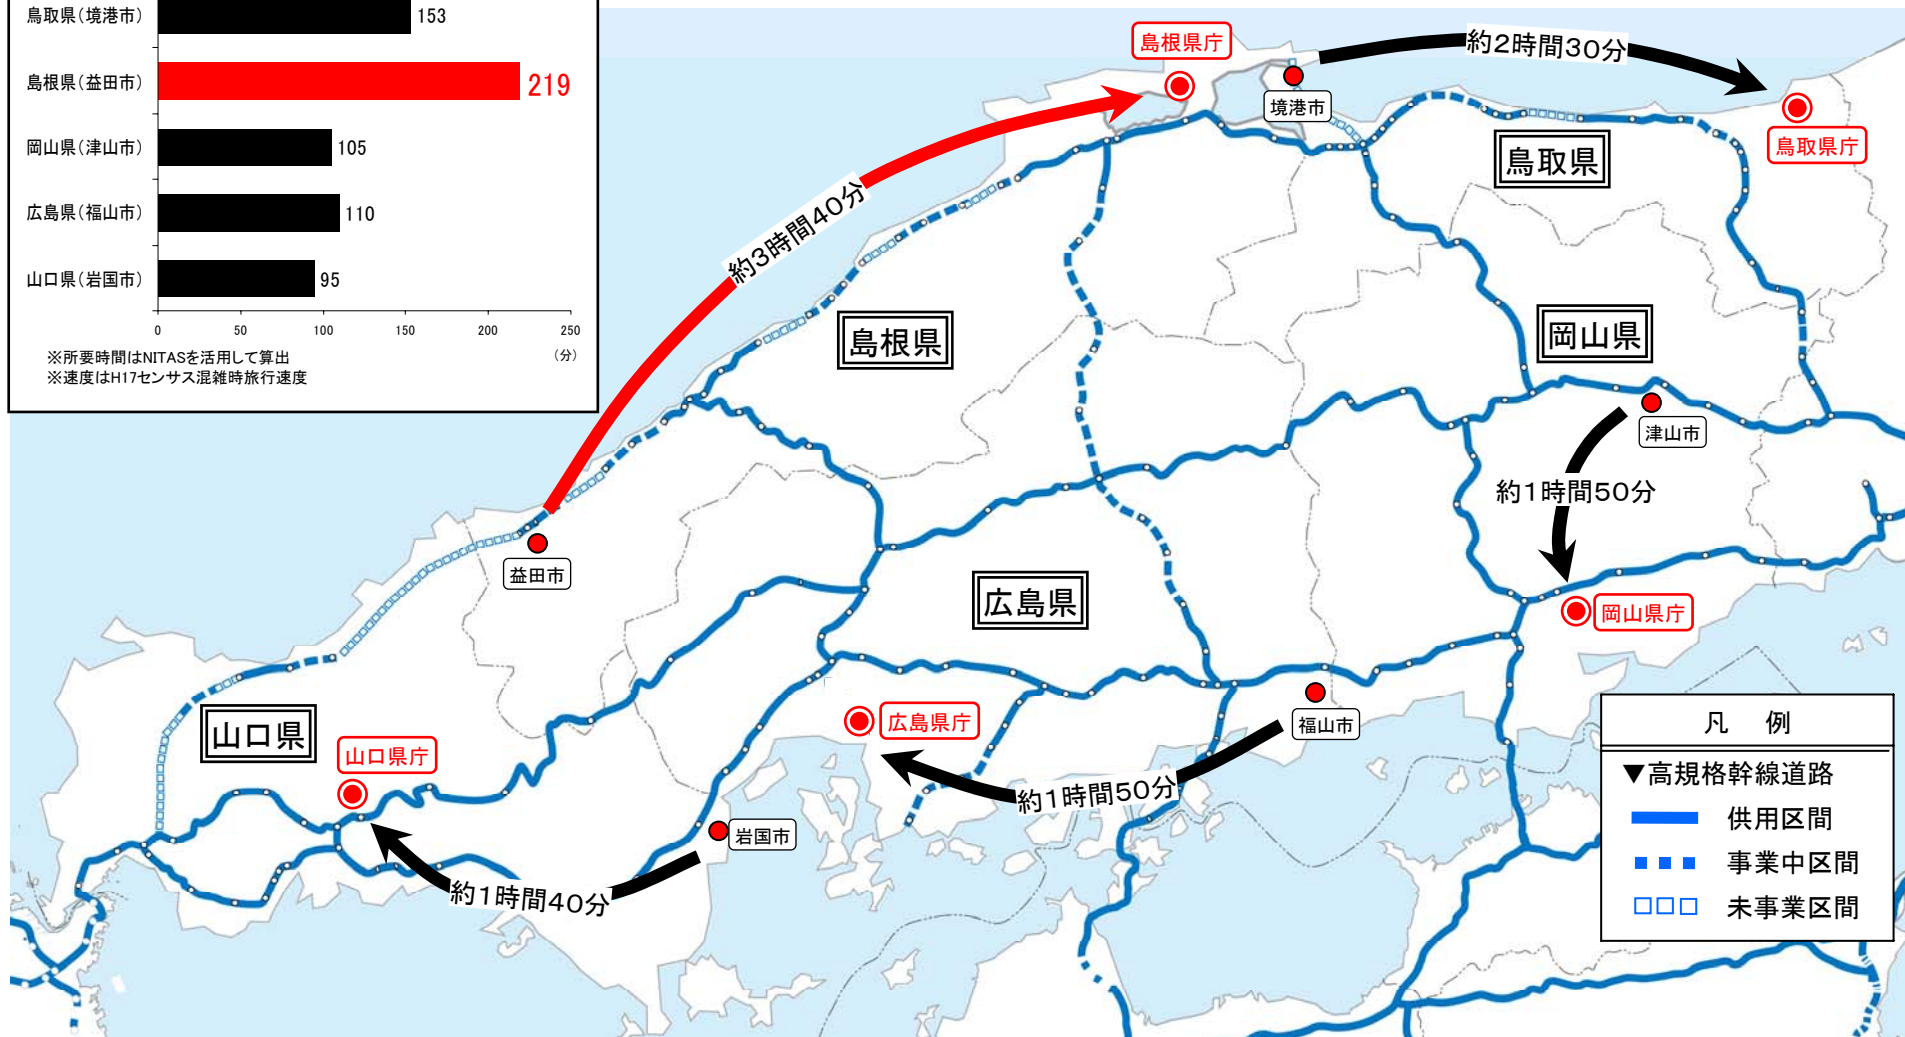 鳥取県（境港市）
153
島根県（益田市）
219
岡山県（津山市）
105
広島県（福山市）
110
山口県（岩国市）
95
0 50 100 150 200 250
（分）
※所要時間はNITASを活用して算出
※速度はH17センサス混雑時旅行速度
島根県庁
約2時間30分
境港市
鳥取県庁
鳥取県
約3時間40分
島根県
岡山県
津山市
約1時間50分
益田市
広島県
岡山県庁
福山市
広島県庁
約1時間50分
山口県
山口県庁
岩国市
約1時間40分
凡 例
▼高規格幹線道路
供用区間
事業中区間
未事業区間